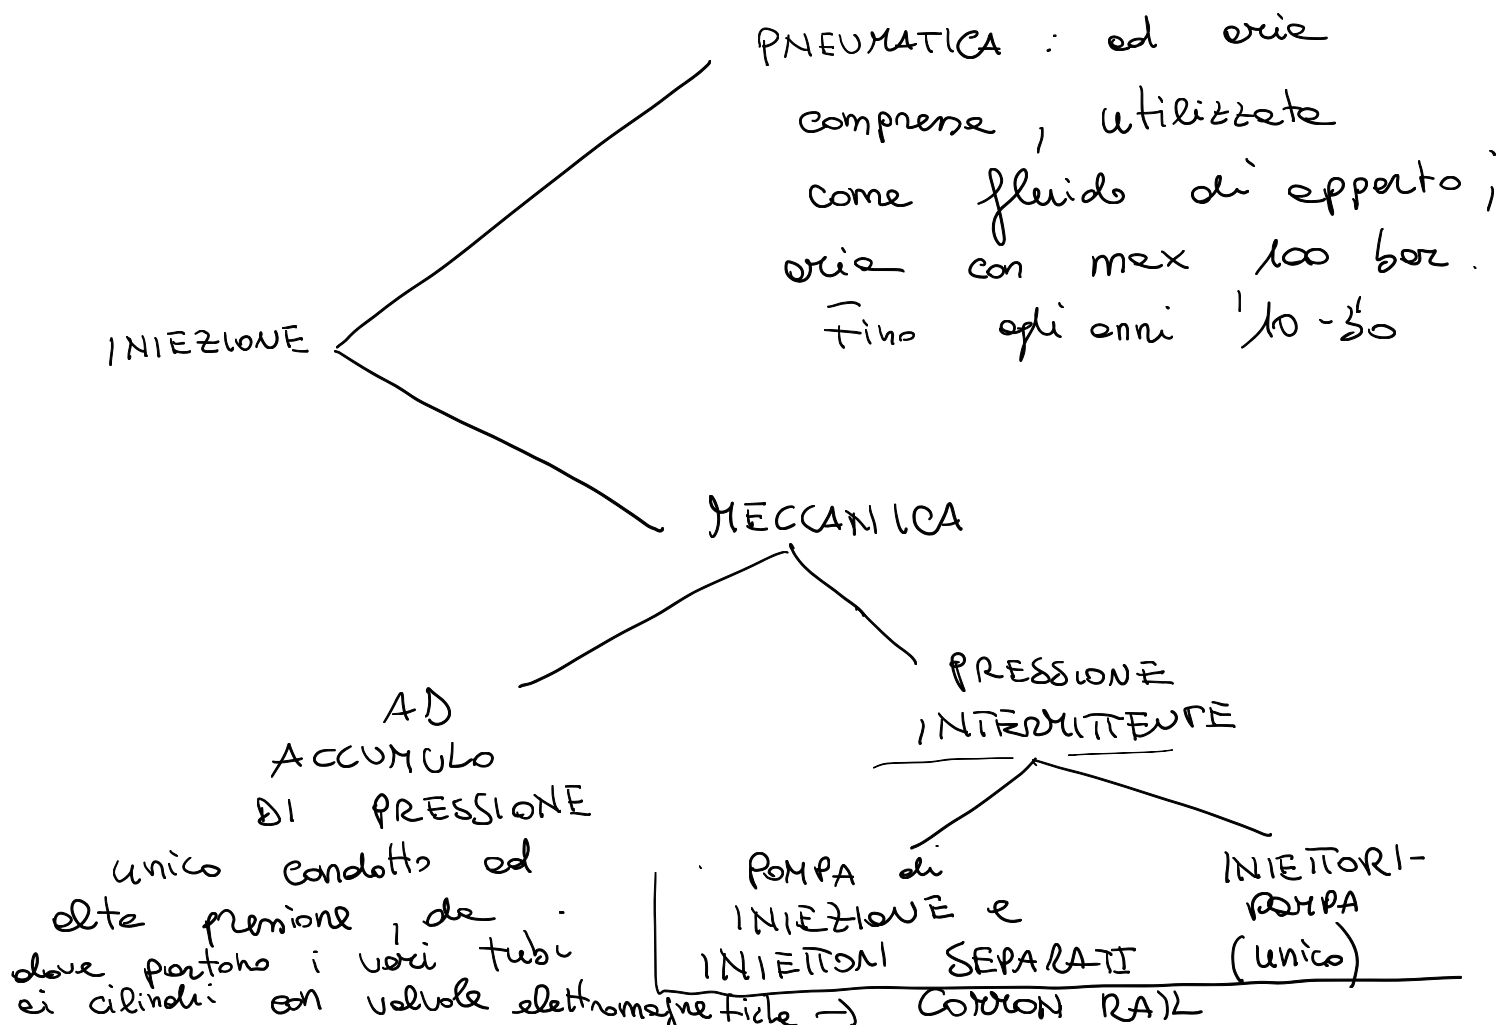 PNEUMATICA : ad aria
compressa, utilizzata
come fluido di apporto;
aria con max 100 bar.
Fino agli anni '10-30
INIEZIONE
MECCANICA
AD
ACCUMULO
DI PRESSIONE
unico condotto ad
alta pressione, da
dove partono i vari tubi
ai cilindri con valvole elettromagnetiche → COMMON RAIL
PRESSIONE
INTERMITTENTE
POMPA di
INIEZIONE e
INIETTORI SEPARATI
INIETTORI-
POMPA
(unico)